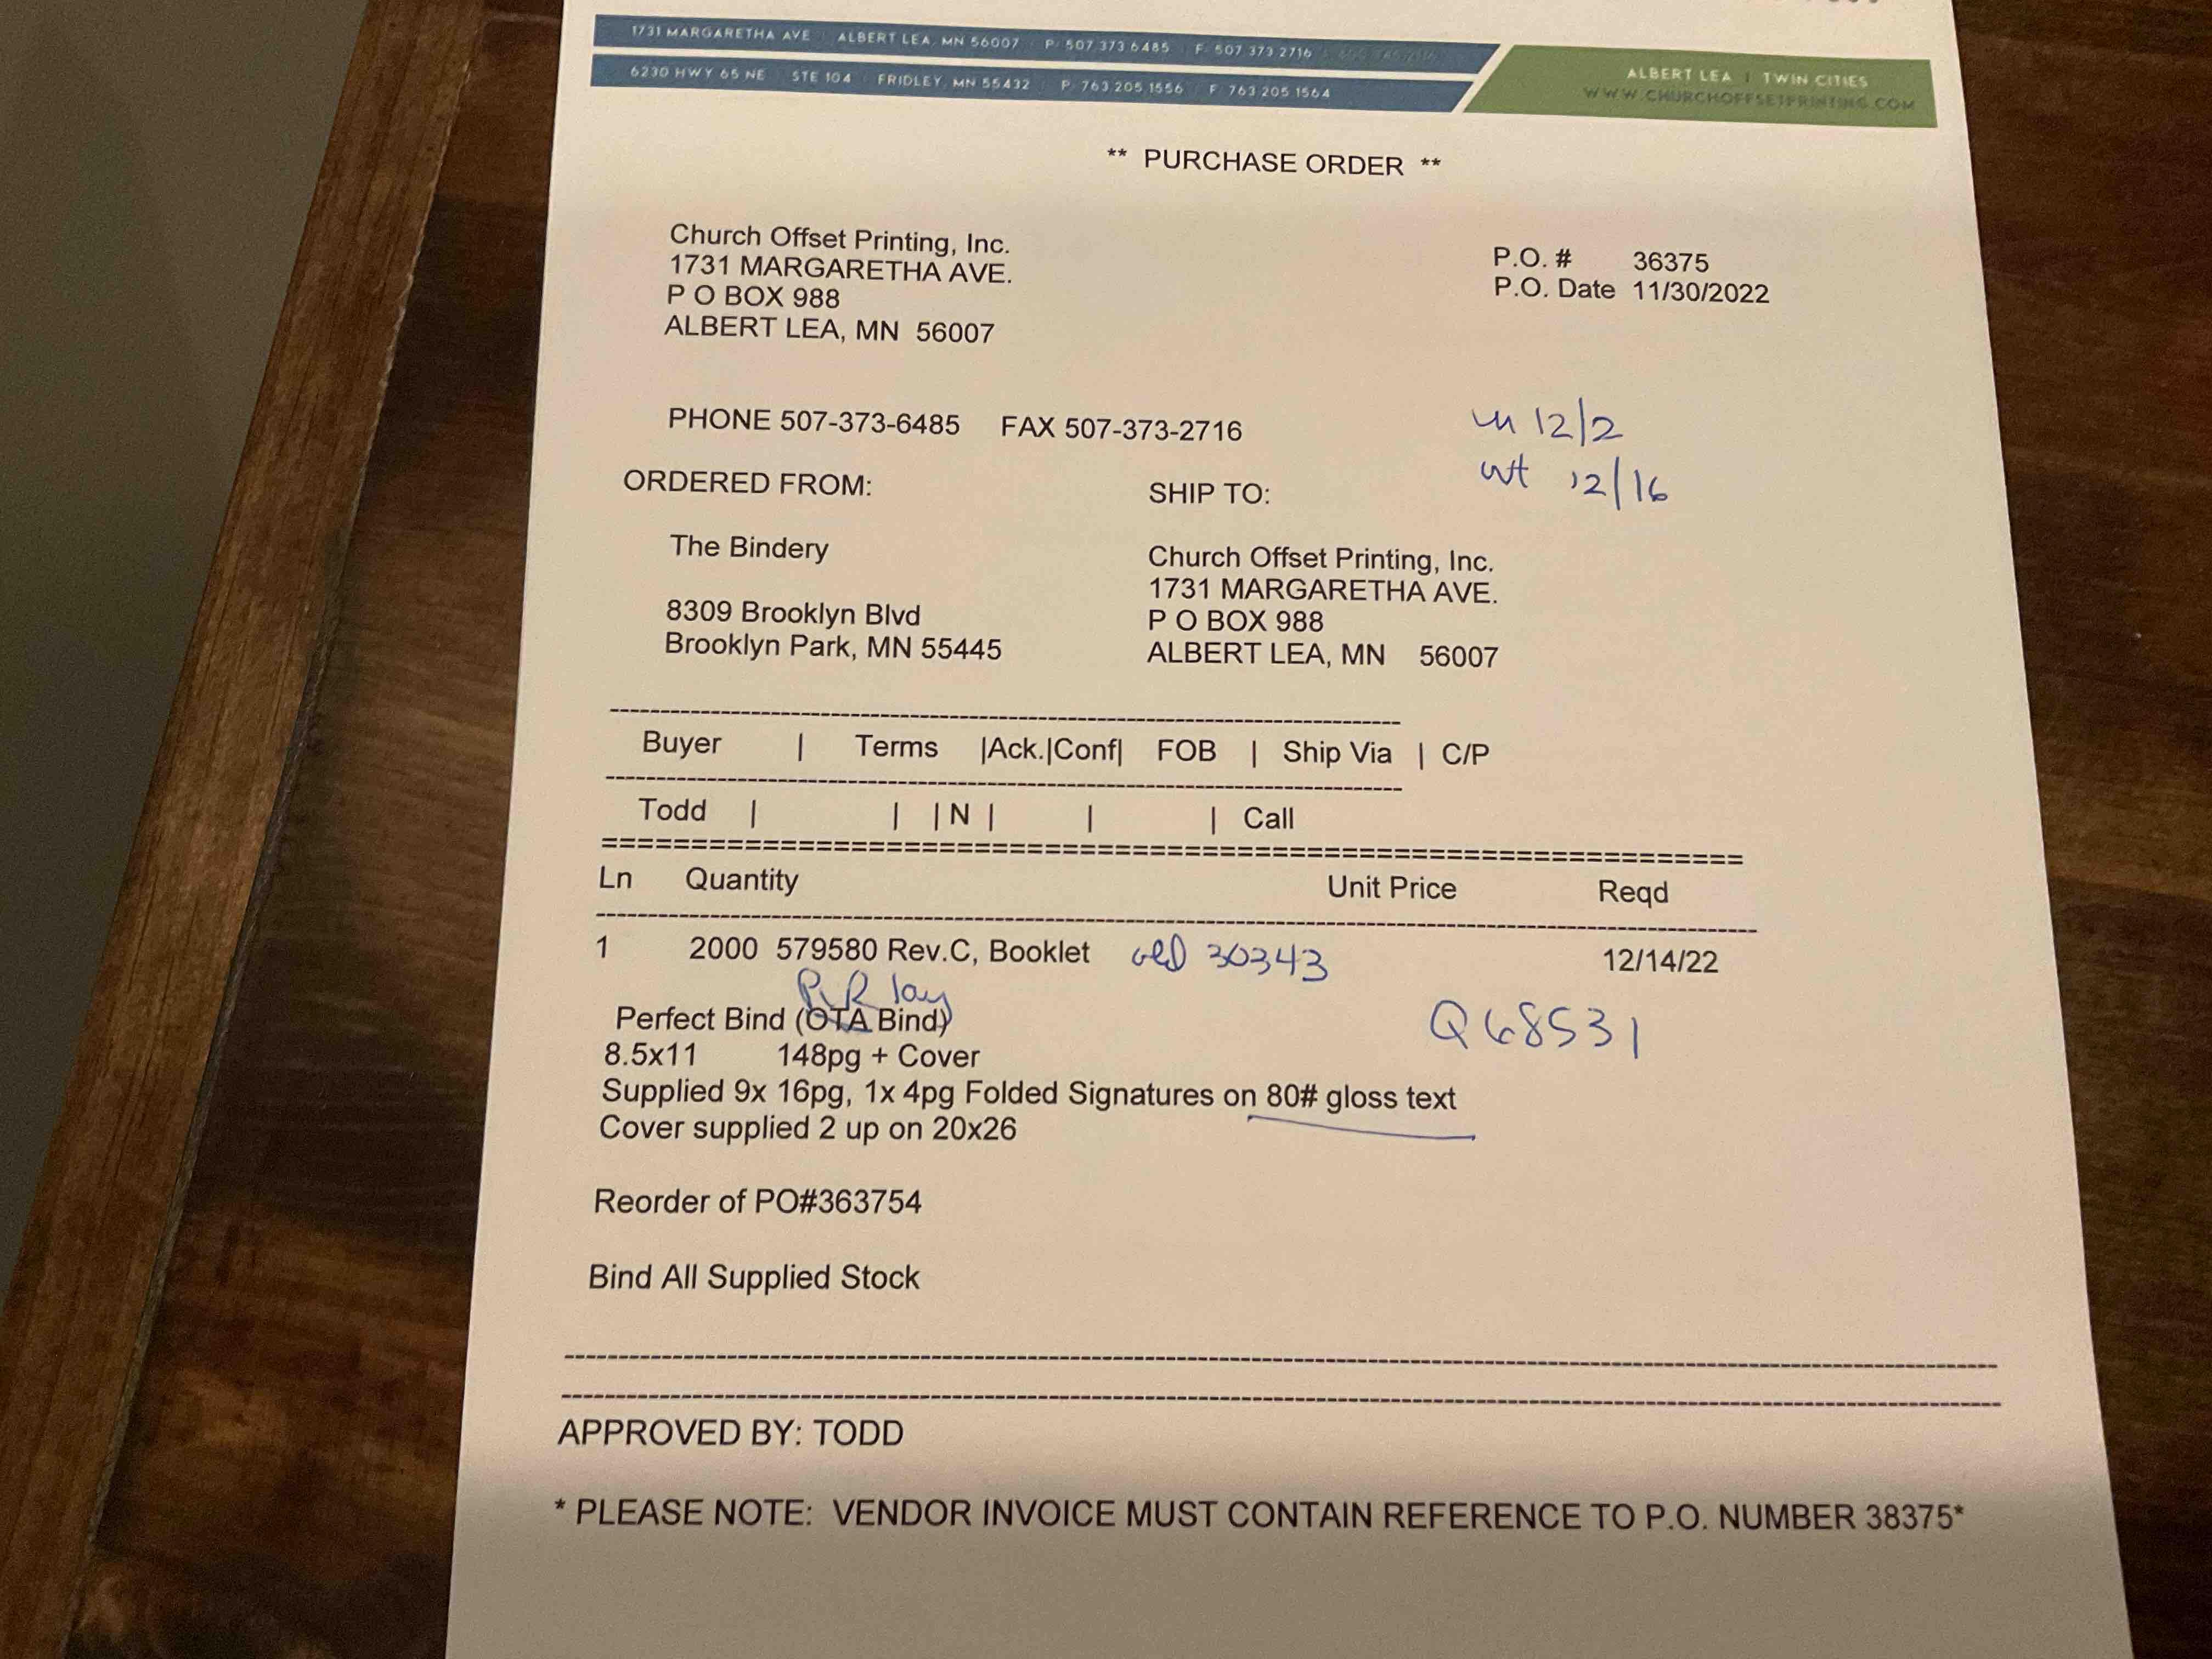 1731 MARGARETHA AVE ALBERT LEA, MN 56007 P: 507 373 6485 F: 507 373 2716
6230 HWY 65 NE STE 104 FRIDLEY, MN 55432 P: 763 205 1556 F: 763 205 1564
ALBERT LEA | TWIN CITIES
WWW.CHURCHOFFSETPRINTING.COM
** PURCHASE ORDER **
Church Offset Printing, Inc.
1731 MARGARETHA AVE.
P O BOX 988
ALBERT LEA, MN 56007
P.O. # 36375
P.O. Date 11/30/2022
PHONE 507-373-6485 FAX 507-373-2716
in 12/2
12/16
ORDERED FROM:
The Bindery
8309 Brooklyn Blvd
Brooklyn Park, MN 55445
SHIP TO:
Church Offset Printing, Inc.
1731 MARGARETHA AVE.
P O BOX 988
ALBERT LEA, MN 56007
Buyer | Terms |Ack.|Conf| FOB | Ship Via | C/P
Todd | | |N | | | Call
Ln Quantity Unit Price Reqd
1 2000 579580 Rev.C, Booklet old 30343 12/14/22
lay
Perfect Bind (OTA Bind)
Q68531
8.5x11 148pg + Cover
Supplied 9x 16pg, 1x 4pg Folded Signatures on 80# gloss text
Cover supplied 2 up on 20x26
Reorder of PO#363754
Bind All Supplied Stock
APPROVED BY: TODD
* PLEASE NOTE: VENDOR INVOICE MUST CONTAIN REFERENCE TO P.O. NUMBER 38375*